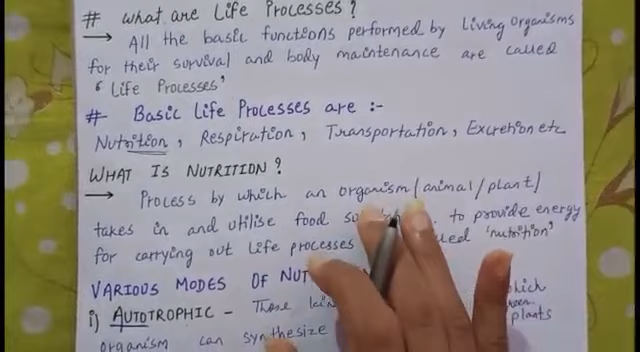 # What are Life Processes?
→ All the basic functions performed by living organisms
for their survival and body maintenance are called
'Life Processes'
# Basic Life Processes are :-
Nutrition, Respiration, Transportation, Excretion etc
WHAT IS NUTRITION?
→ Process by which an organism/animal/plant/
takes in and utilise food to provide energy
for carrying out life processes 'nutrition'
VARIOUS MODES OF
i) AUTOTROPHIC - Those which
plants
organism can synthesize